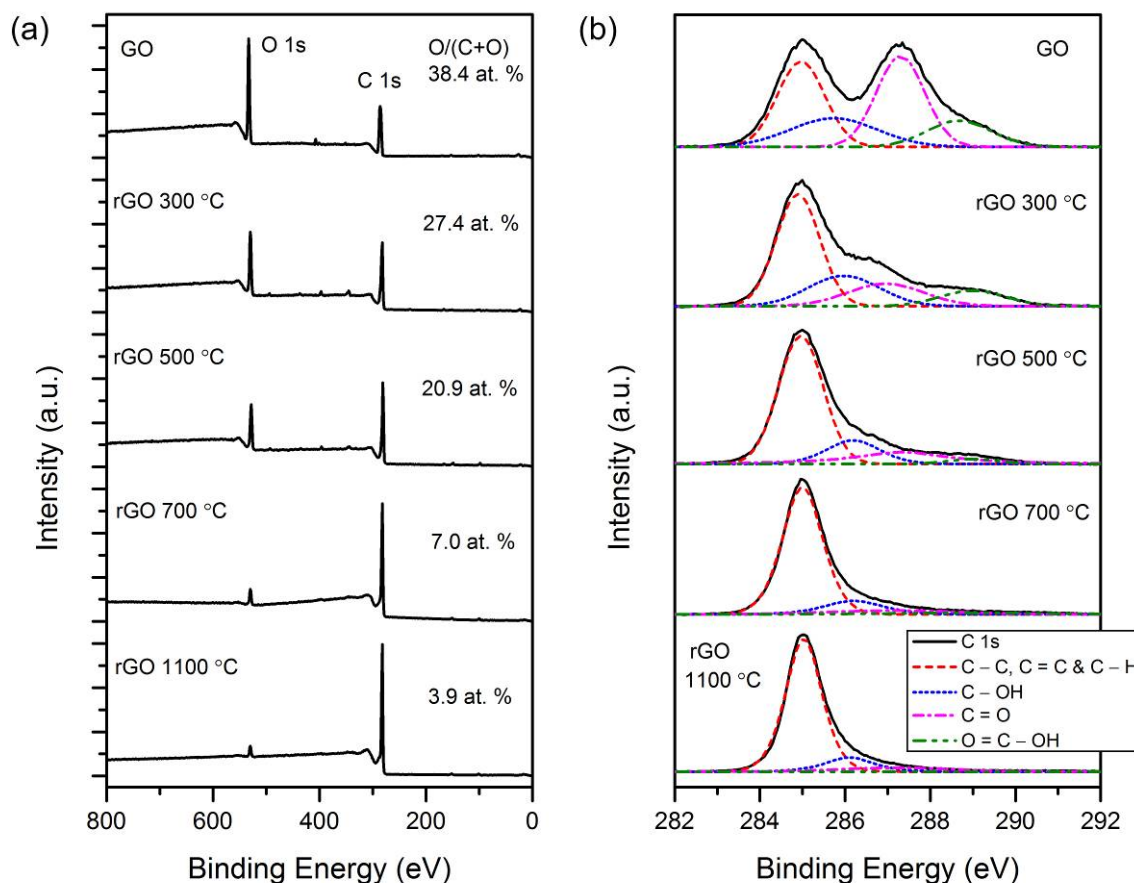 (a)
GO
O 1s
C 1s
O/(C+O)
38.4 at. %
rGO 300 °C
27.4 at. %
rGO 500 °C
20.9 at. %
rGO 700 °C
7.0 at. %
rGO 1100 °C
3.9 at. %
Intensity (a.u.)
800 600 400 200 0
Binding Energy (eV)
(b)
GO
rGO 300 °C
rGO 500 °C
rGO 700 °C
rGO
1100 °C
C 1s
C – C, C = C & C – H
C – OH
C = O
O = C – OH
Intensity (a.u.)
282 284 286 288 290 292
Binding Energy (eV)